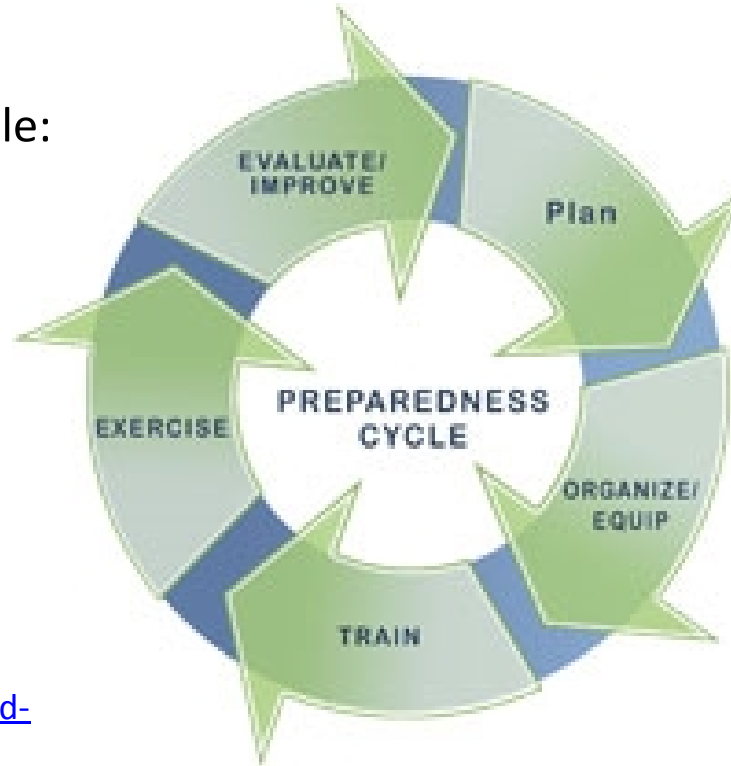 le:
EVALUATE/
IMPROVE
Plan
PREPAREDNESS
CYCLE
EXERCISE
ORGANIZE/
EQUIP
TRAIN
d-